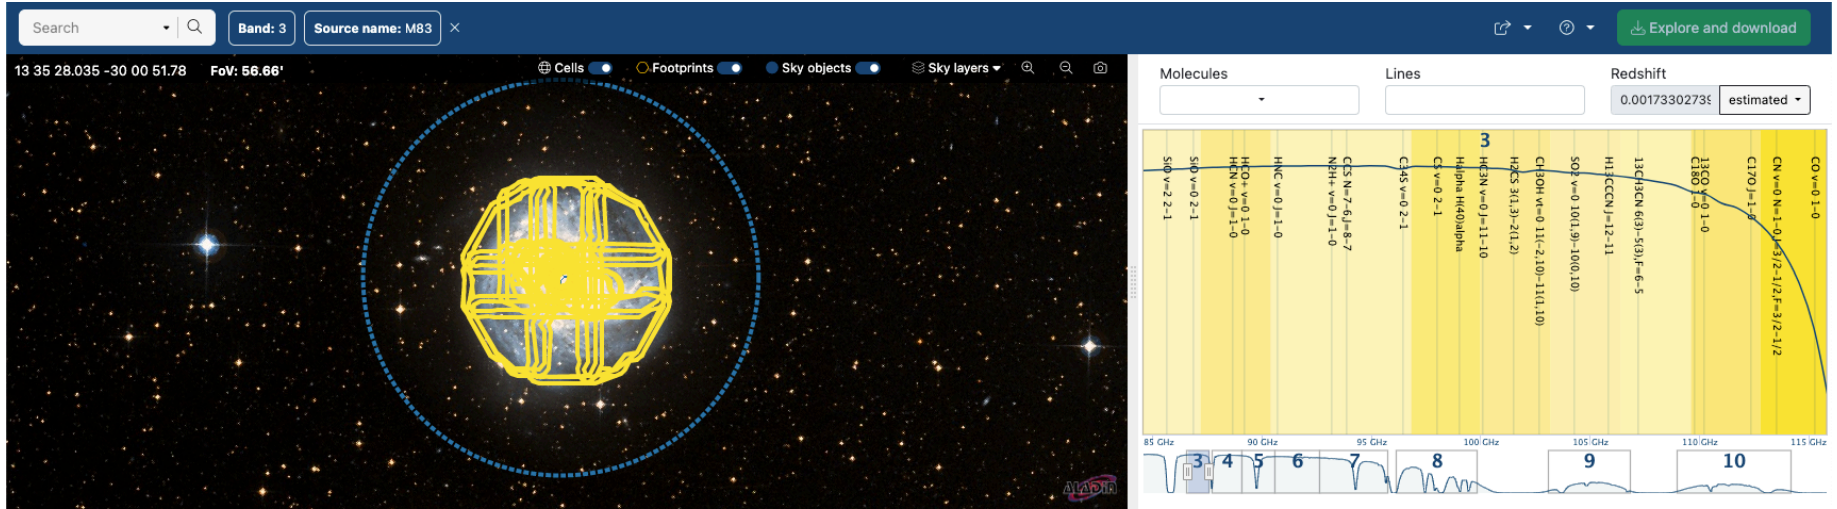 Search
Band: 3
Source name: M83
Explore and download
13 35 28.035 -30 00 51.78
FoV: 56.66'
Cells
Footprints
Sky objects
Sky layers
Molecules
Lines
Redshift
0.0017330273
estimated
3
SiO v=2 2-1
SiO v=0 2-1
HCN v=0 J=1-0
HCO+ v=0 1-0
HNC v=0 J=1-0
N2H+ v=0 J=1-0
CCS N=7-6,J=8-7
C34S v=0 2-1
CS v=0 2-1
Halpha H(40)alpha
HC3N v=0 J=11-10
H2CS 3(1,3)-2(1,2)
CH3OH vt=0 11(-2,10)-11(1,10)
SO2 v=0 10(1,9)-10(0,10)
H13CCCN J=12-11
13CH3CN 6(3)-5(3),F=6-5
C18O 1-0
13CO v=0 1-0
C17O J=1-0
CN v=0 N=1-0,J=3/2-1/2,F=3/2-1/2
CO v=0 1-0
85 GHz
90 GHz
95 GHz
100 GHz
105 GHz
110 GHz
115 GHz
3
4
5
6
7
8
9
10
ALADIN